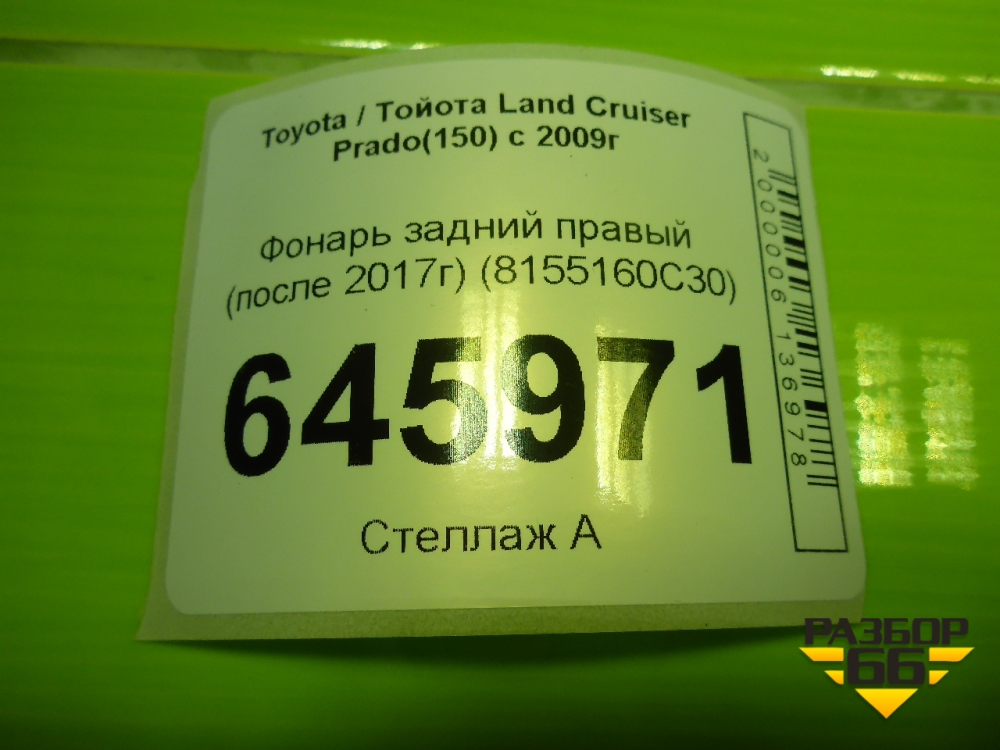 Toyota / Тойота Land Cruiser
Prado(150) с 2009г
Фонарь задний правый
(после 2017г) (8155160C30)
645971
Стеллаж А
2000006136978
РАЗБОР
66